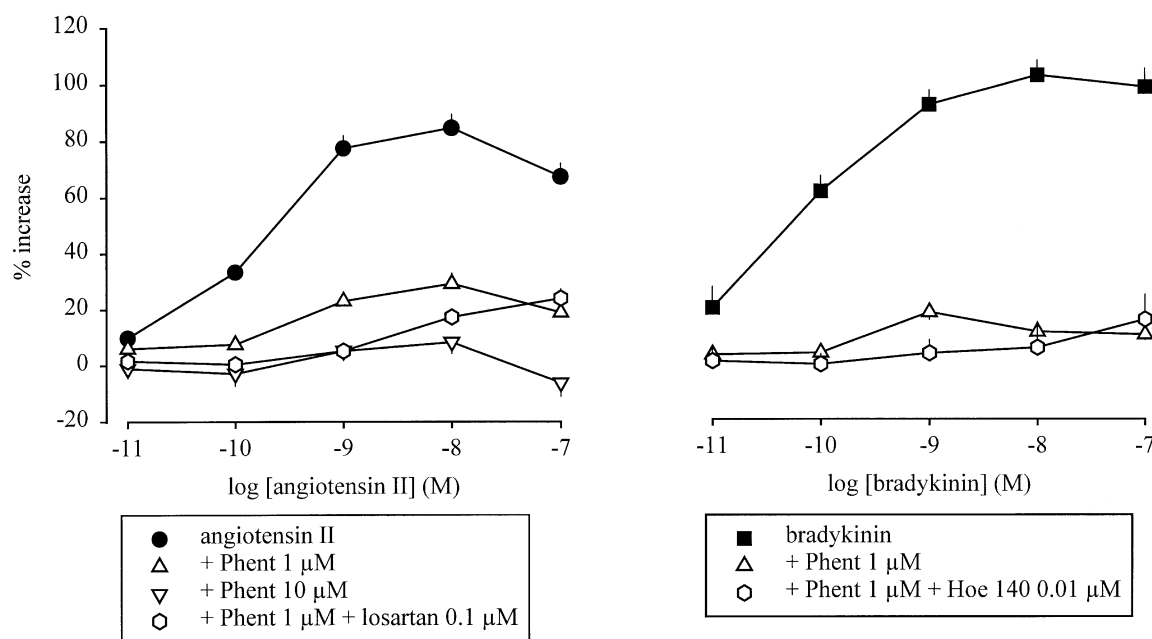 120
100
80
60
40
20
0
-20
% increase
-11 -10 -9 -8 -7
log [angiotensin II] (M)
angiotensin II
+ Phent 1 µM
+ Phent 10 µM
+ Phent 1 µM + losartan 0.1 µM
-11 -10 -9 -8 -7
log [bradykinin] (M)
bradykinin
+ Phent 1 µM
+ Phent 1 µM + Hoe 140 0.01 µM